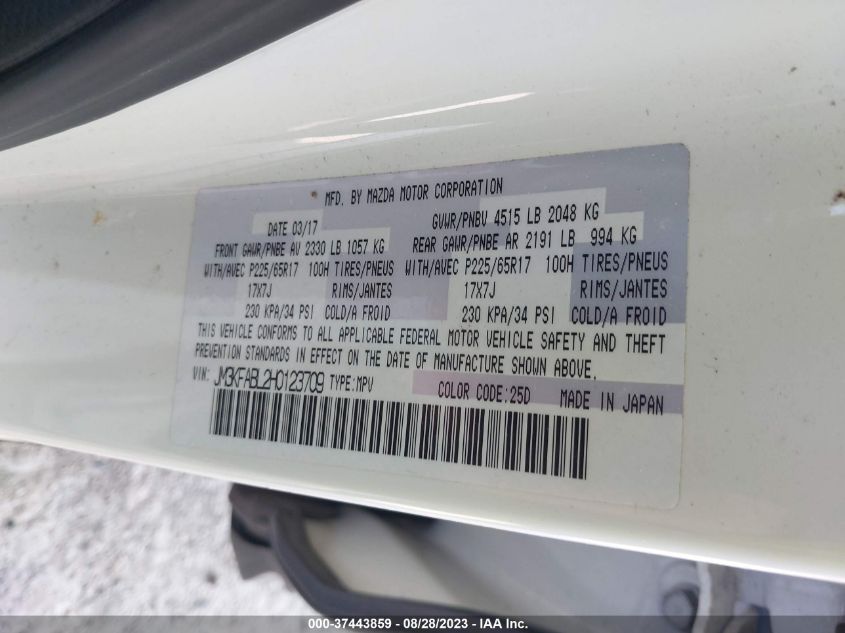 MFD. BY MAZDA MOTOR CORPORATION
DATE 03/17 GVWR/PNBV 4515 LB 2048 KG
FRONT GAWR/PNBE AV 2330 LB 1057 KG REAR GAWR/PNBE AR 2191 LB 994 KG
WITH/AVEC P225/65R17 100H TIRES/PNEUS WITH/AVEC P225/65R17 100H TIRES/PNEUS
17X7J RIMS/JANTES 17X7J RIMS/JANTES
230 KPA/34 PSI COLD/A FROID 230 KPA/34 PSI COLD/A FROID
THIS VEHICLE CONFORMS TO ALL APPLICABLE FEDERAL MOTOR VEHICLE SAFETY AND THEFT
PREVENTION STANDARDS IN EFFECT ON THE DATE OF MANUFACTURE SHOWN ABOVE.
VIN: JM3KFABL2H0123709 TYPE:MPV COLOR CODE:25D MADE IN JAPAN
000-37443859 / 08/28/2023 - IAAI.com